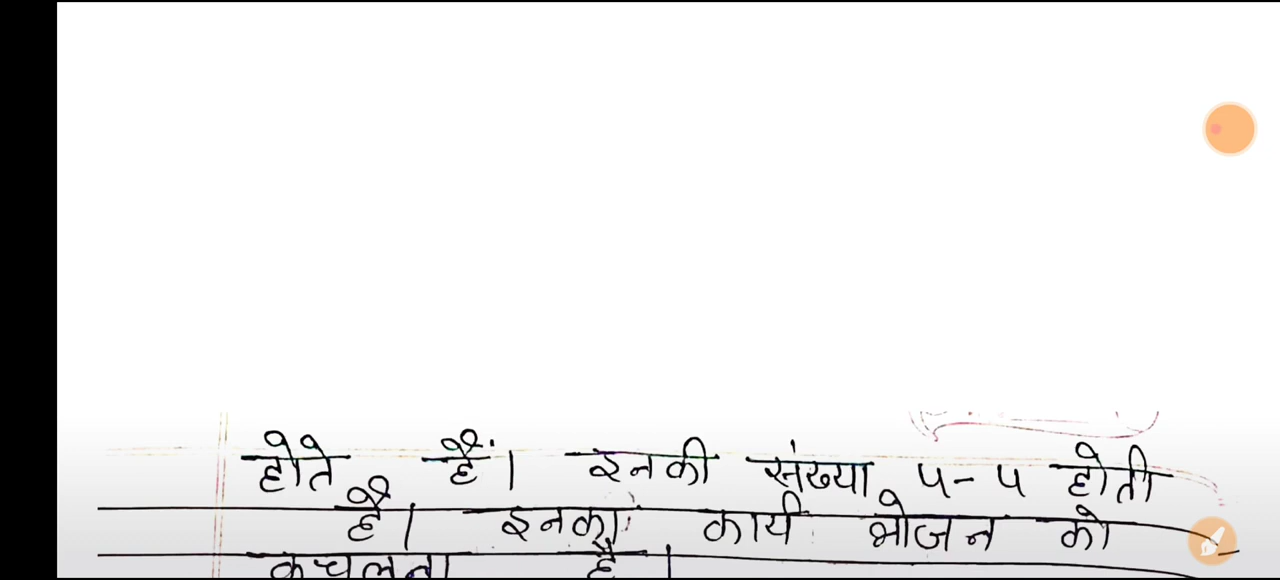 होते हैं। इनकी संख्या 4-4 होती
है। इनका कार्य भोजन को
कुचलना है।